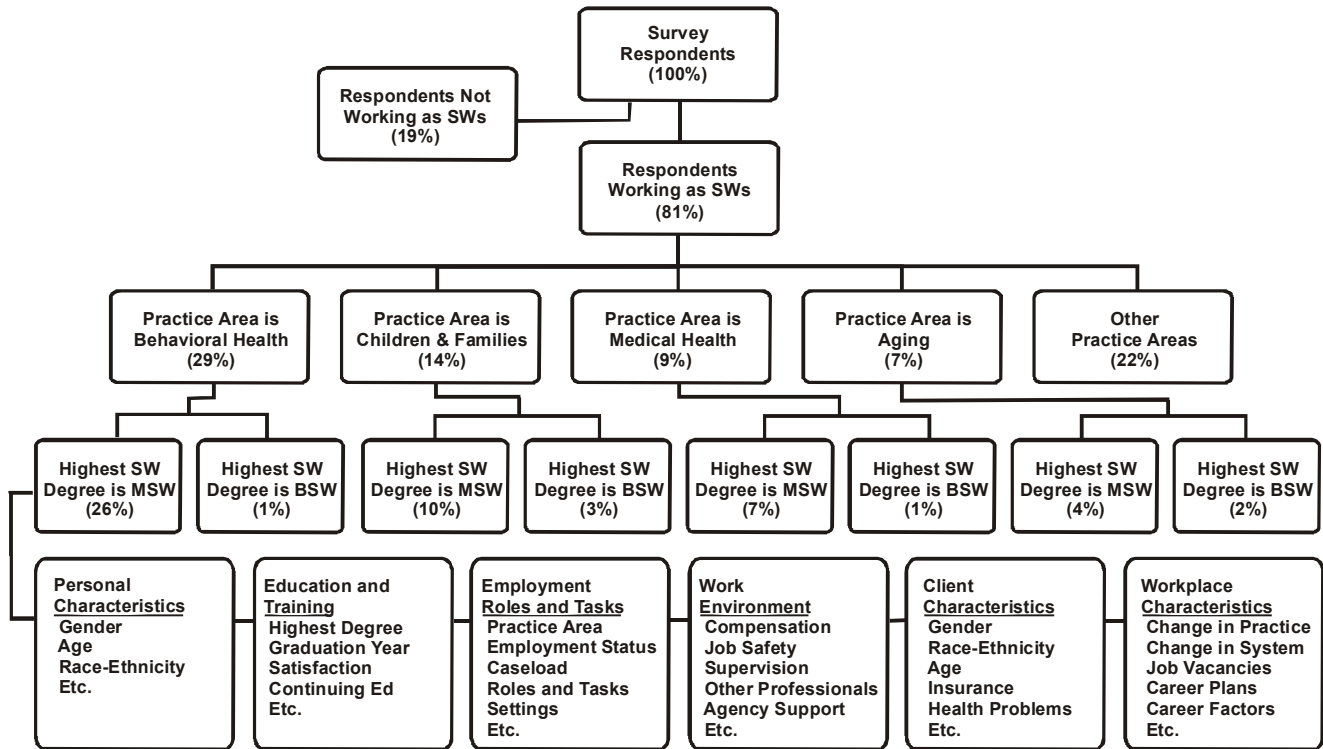 Survey
Respondents
(100%)
Respondents Not
Working as SWs
(19%)
Respondents
Working as SWs
(81%)
Practice Area is
Behavioral Health
(29%)
Practice Area is
Children & Families
(14%)
Practice Area is
Medical Health
(9%)
Practice Area is
Aging
(7%)
Other
Practice Areas
(22%)
Highest SW
Degree is MSW
(26%)
Highest SW
Degree is BSW
(1%)
Highest SW
Degree is MSW
(10%)
Highest SW
Degree is BSW
(3%)
Highest SW
Degree is MSW
(7%)
Highest SW
Degree is BSW
(1%)
Highest SW
Degree is MSW
(4%)
Highest SW
Degree is BSW
(2%)
Personal
Characteristics
Gender
Age
Race-Ethnicity
Etc.
Education and
Training
Highest Degree
Graduation Year
Satisfaction
Continuing Ed
Etc.
Employment
Roles and Tasks
Practice Area
Employment Status
Caseload
Roles and Tasks
Settings
Etc.
Work
Environment
Compensation
Job Safety
Supervision
Other Professionals
Agency Support
Etc.
Client
Characteristics
Gender
Race-Ethnicity
Age
Insurance
Health Problems
Etc.
Workplace
Characteristics
Change in Practice
Change in System
Job Vacancies
Career Plans
Career Factors
Etc.